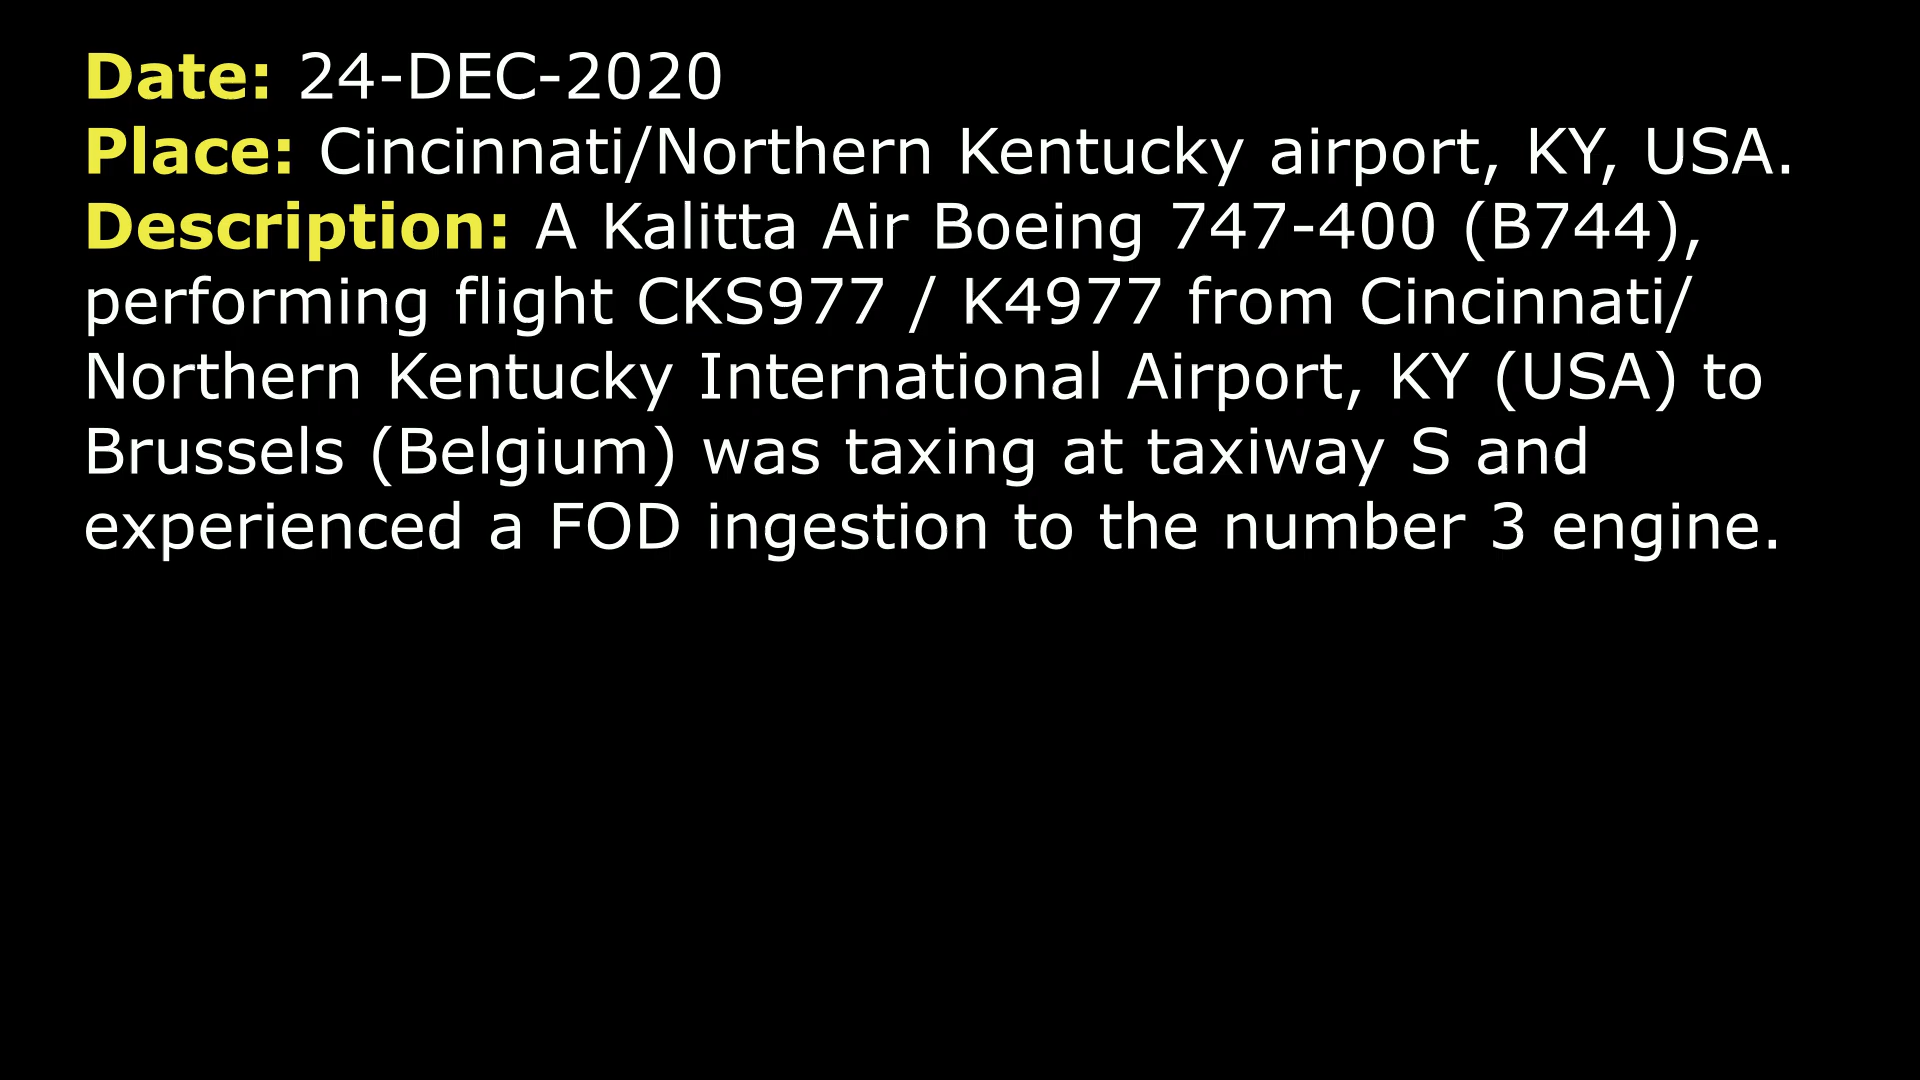 Date: 24-DEC-2020
Place: Cincinnati/Northern Kentucky airport, KY, USA.
Description: A Kalitta Air Boeing 747-400 (B744),
performing flight CKS977 / K4977 from Cincinnati/
Northern Kentucky International Airport, KY (USA) to
Brussels (Belgium) was taxing at taxiway S and
experienced a FOD ingestion to the number 3 engine.